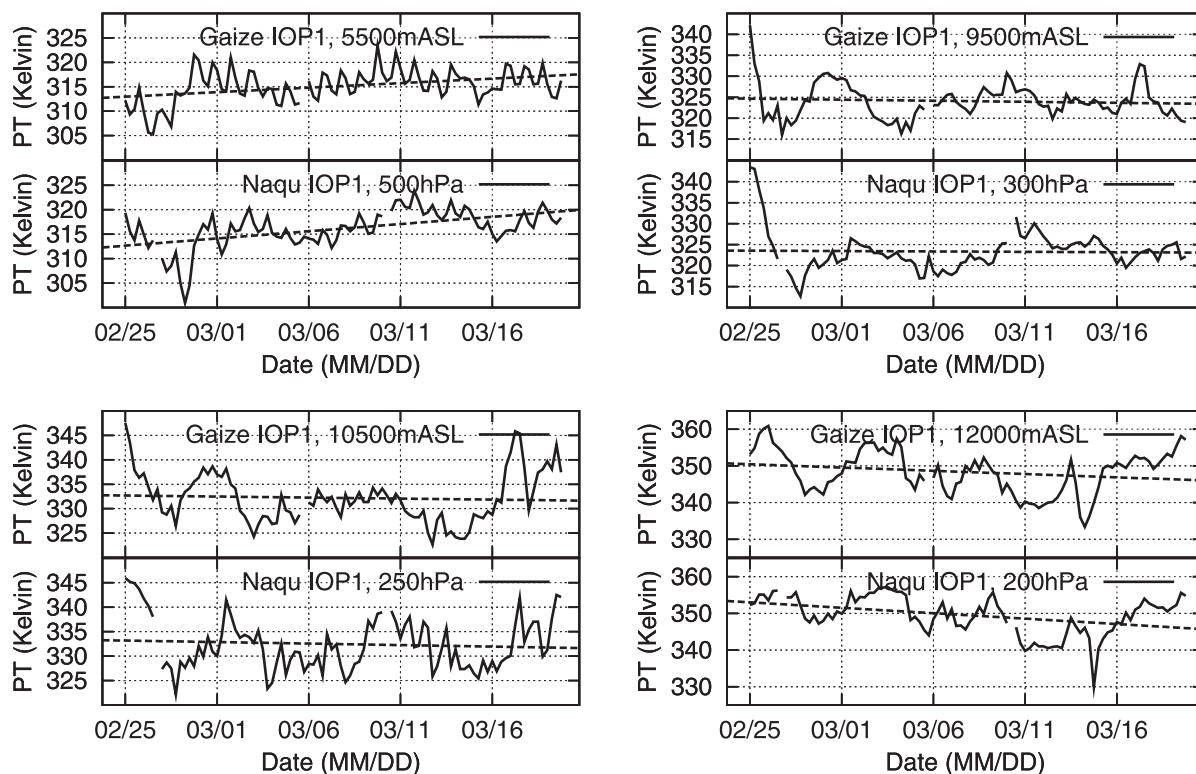 PT (Kelvin)
325
320
315
310
305
Gaize IOP1, 5500mASL
PT (Kelvin)
325
320
315
310
305
Naqu IOP1, 500hPa
02/25 03/01 03/06 03/11 03/16
Date (MM/DD)
PT (Kelvin)
340
335
330
325
320
315
Gaize IOP1, 9500mASL
PT (Kelvin)
340
335
330
325
320
315
Naqu IOP1, 300hPa
02/25 03/01 03/06 03/11 03/16
Date (MM/DD)
PT (Kelvin)
345
340
335
330
325
Gaize IOP1, 10500mASL
PT (Kelvin)
345
340
335
330
325
Naqu IOP1, 250hPa
02/25 03/01 03/06 03/11 03/16
Date (MM/DD)
PT (Kelvin)
360
350
340
330
Gaize IOP1, 12000mASL
PT (Kelvin)
360
350
340
330
Naqu IOP1, 200hPa
02/25 03/01 03/06 03/11 03/16
Date (MM/DD)